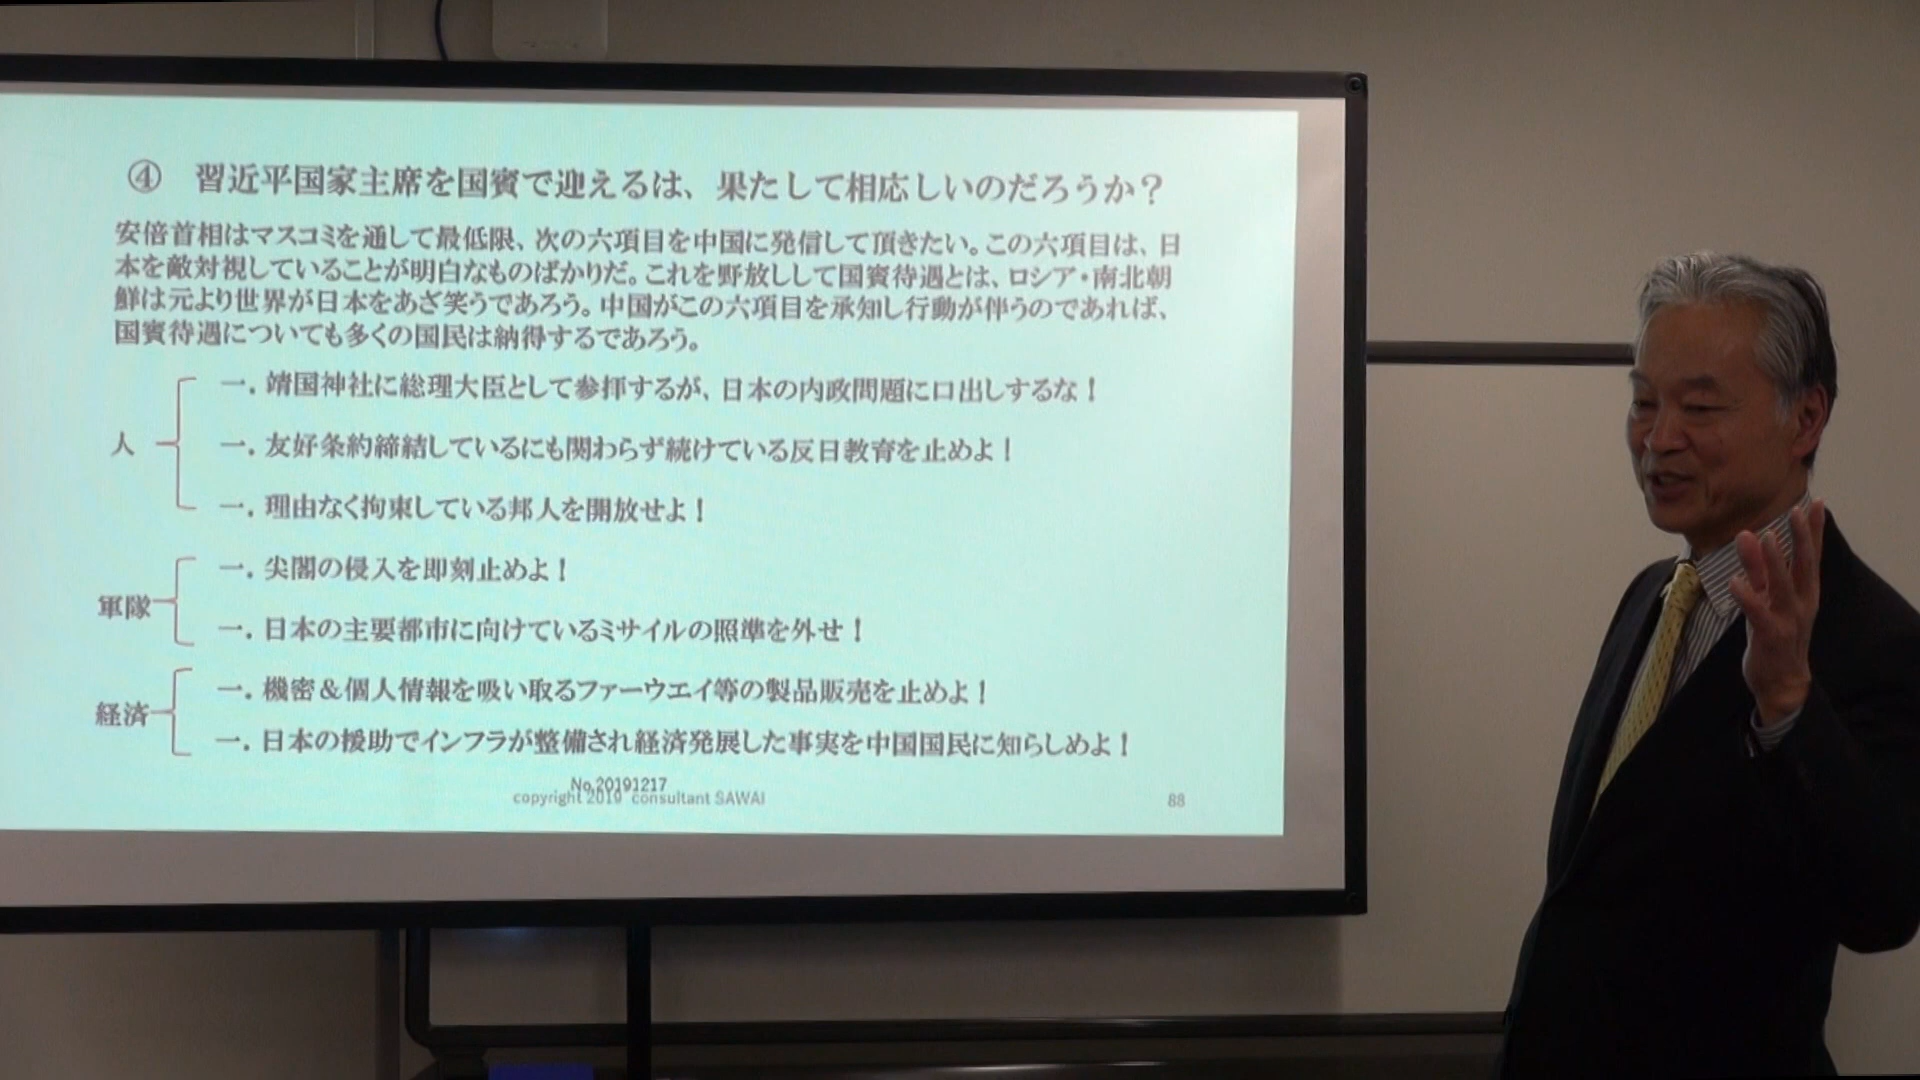 ④ 習近平国家主席を国賓で迎えるは、果たして相応しいのだろうか？
安倍首相はマスコミを通して最低限、次の六項目を中国に発信して頂きたい。この六項目は、日
本を敵対視していることが明白なものばかりだ。これを野放しして国賓待遇とは、ロシア・南北朝
鮮は元より世界が日本をあざ笑うであろう。中国がこの六項目を承知し行動が伴うのであれば、
国賓待遇についても多くの国民は納得するであろう。
一．靖国神社に総理大臣として参拝するが、日本の内政問題に口出しするな！
人
一．友好条約締結しているにも関わらず続けている反日教育を止めよ！
一．理由なく拘束している邦人を開放せよ！
一．尖閣の侵入を即刻止めよ！
軍隊
一．日本の主要都市に向けているミサイルの照準を外せ！
一．機密＆個人情報を吸い取るファーウエイ等の製品販売を止めよ！
経済
一．日本の援助でインフラが整備され経済発展した事実を中国国民に知らしめよ！
No.20191217
copyright 2019 consultant SAWAI
88